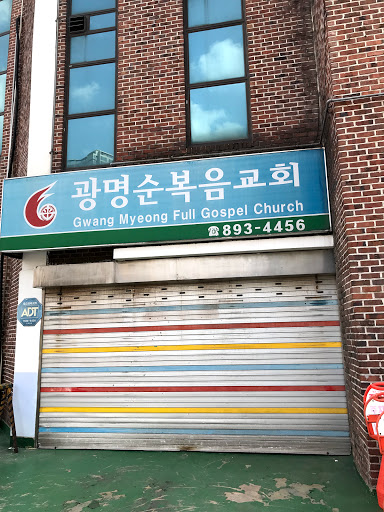 광명순복음교회
Gwang Myeong Full Gospel Church
☎893-4456
ADT